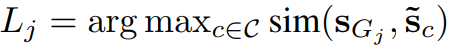 L_j = arg max_{c∈𝒞} sim(𝐬_{G_j}, 𝐬̃_c)